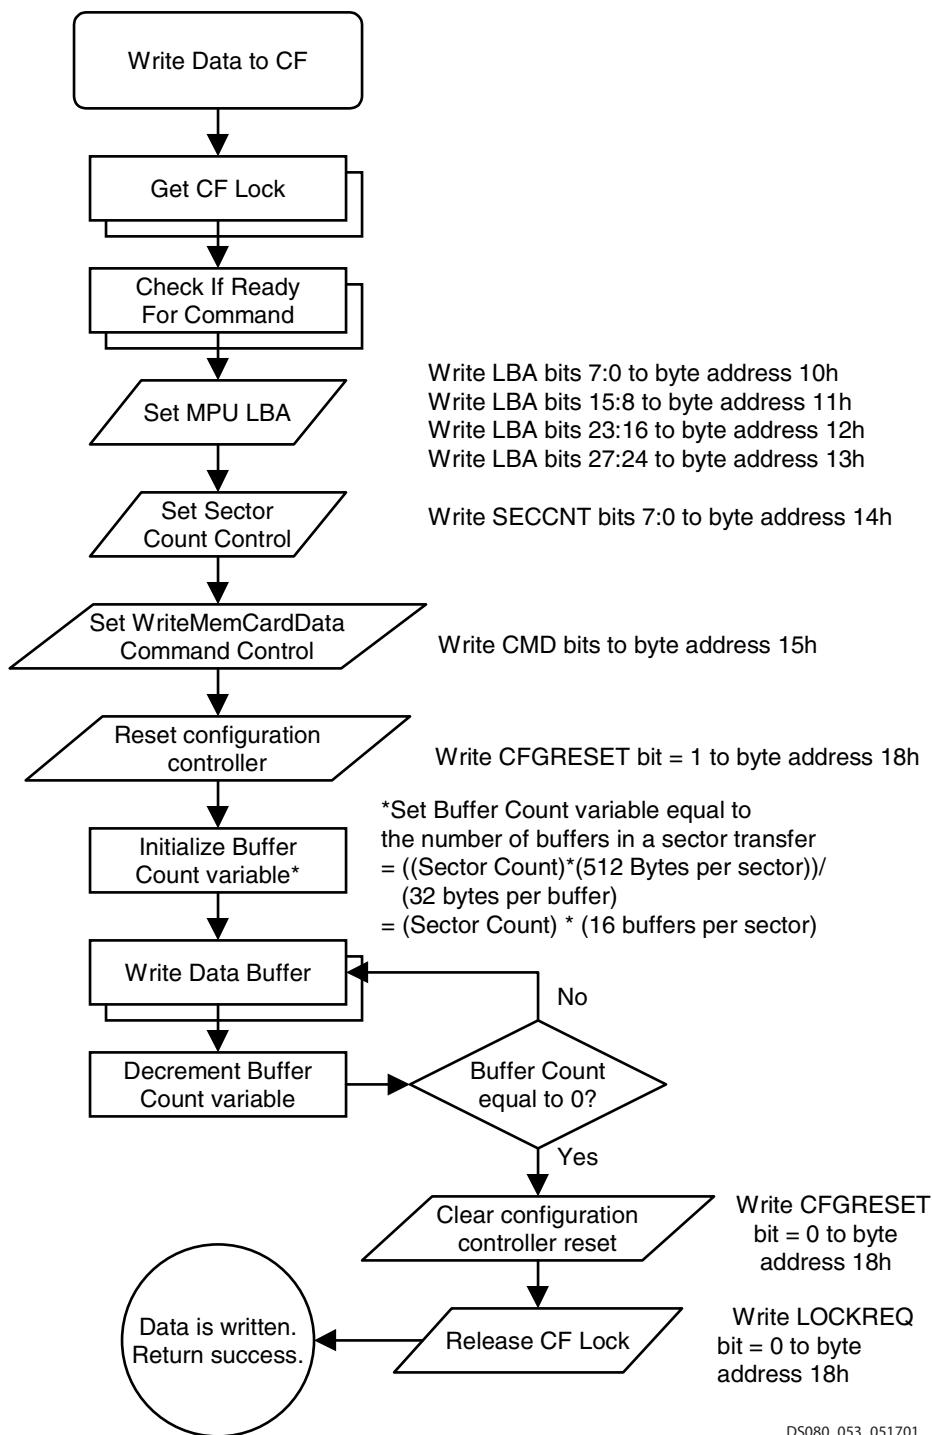 Write Data to CF
Get CF Lock
Check If Ready
For Command
Set MPU LBA
Write LBA bits 7:0 to byte address 10h
Write LBA bits 15:8 to byte address 11h
Write LBA bits 23:16 to byte address 12h
Write LBA bits 27:24 to byte address 13h
Set Sector
Count Control
Write SECCNT bits 7:0 to byte address 14h
Set WriteMemCardData
Command Control
Write CMD bits to byte address 15h
Reset configuration
controller
Write CFGRESET bit = 1 to byte address 18h
Initialize Buffer
Count variable*
*Set Buffer Count variable equal to
the number of buffers in a sector transfer
= ((Sector Count)*(512 Bytes per sector))/
(32 bytes per buffer)
= (Sector Count) * (16 buffers per sector)
Write Data Buffer
No
Decrement Buffer
Count variable
Buffer Count
equal to 0?
Yes
Clear configuration
controller reset
Write CFGRESET
bit = 0 to byte
address 18h
Release CF Lock
Write LOCKREQ
bit = 0 to byte
address 18h
Data is written.
Return success.
DS080_053_051701